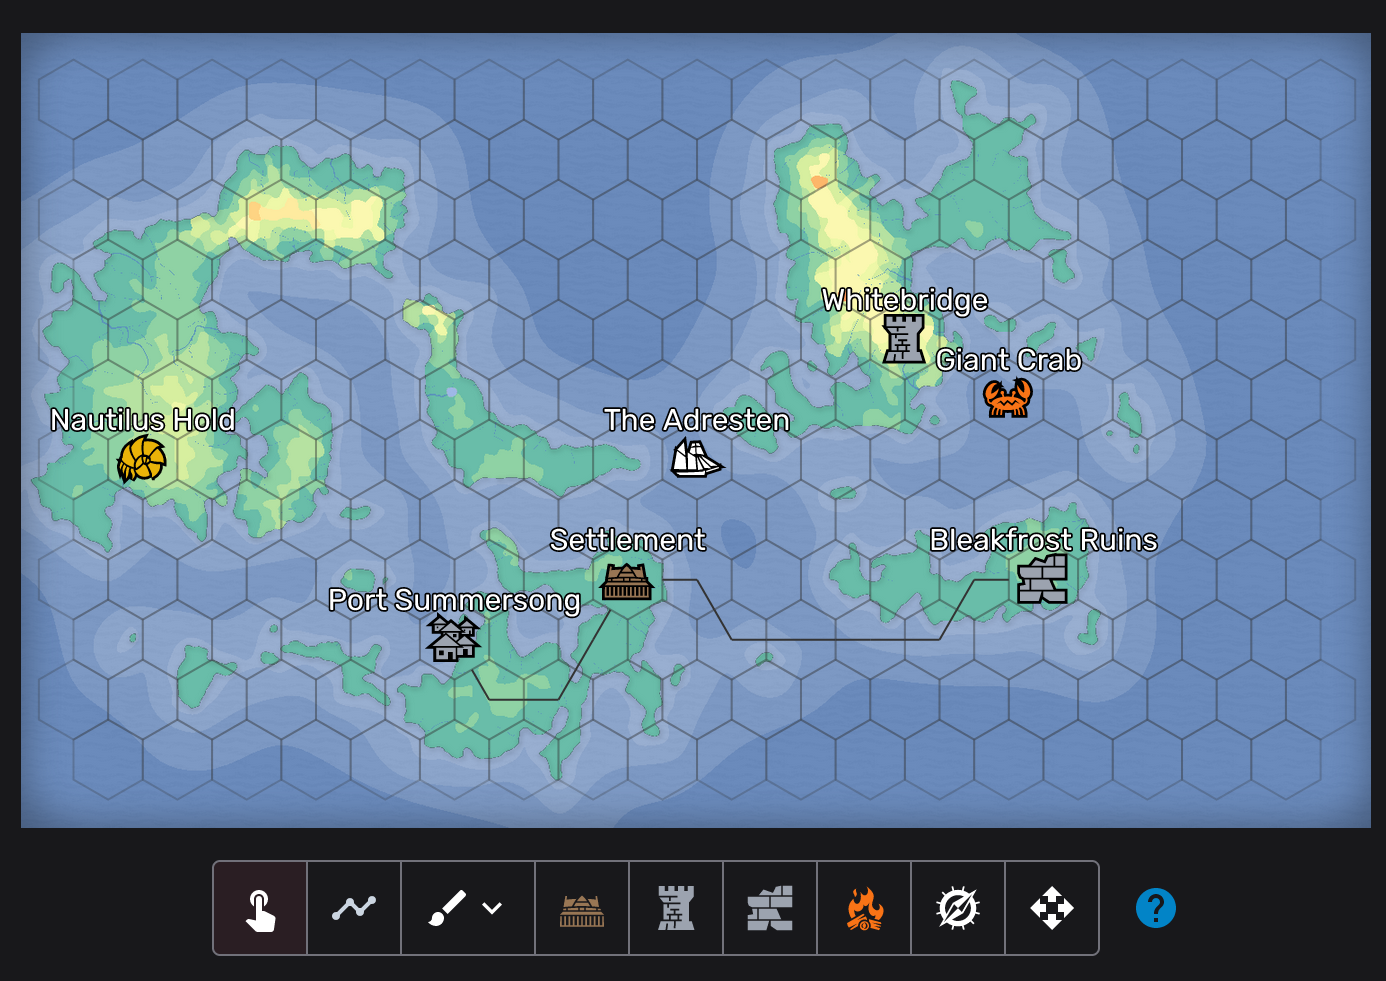 Whitebridge
Giant Crab
Nautilus Hold
The Adresten
Settlement
Bleakfrost Ruins
Port Summersong
?